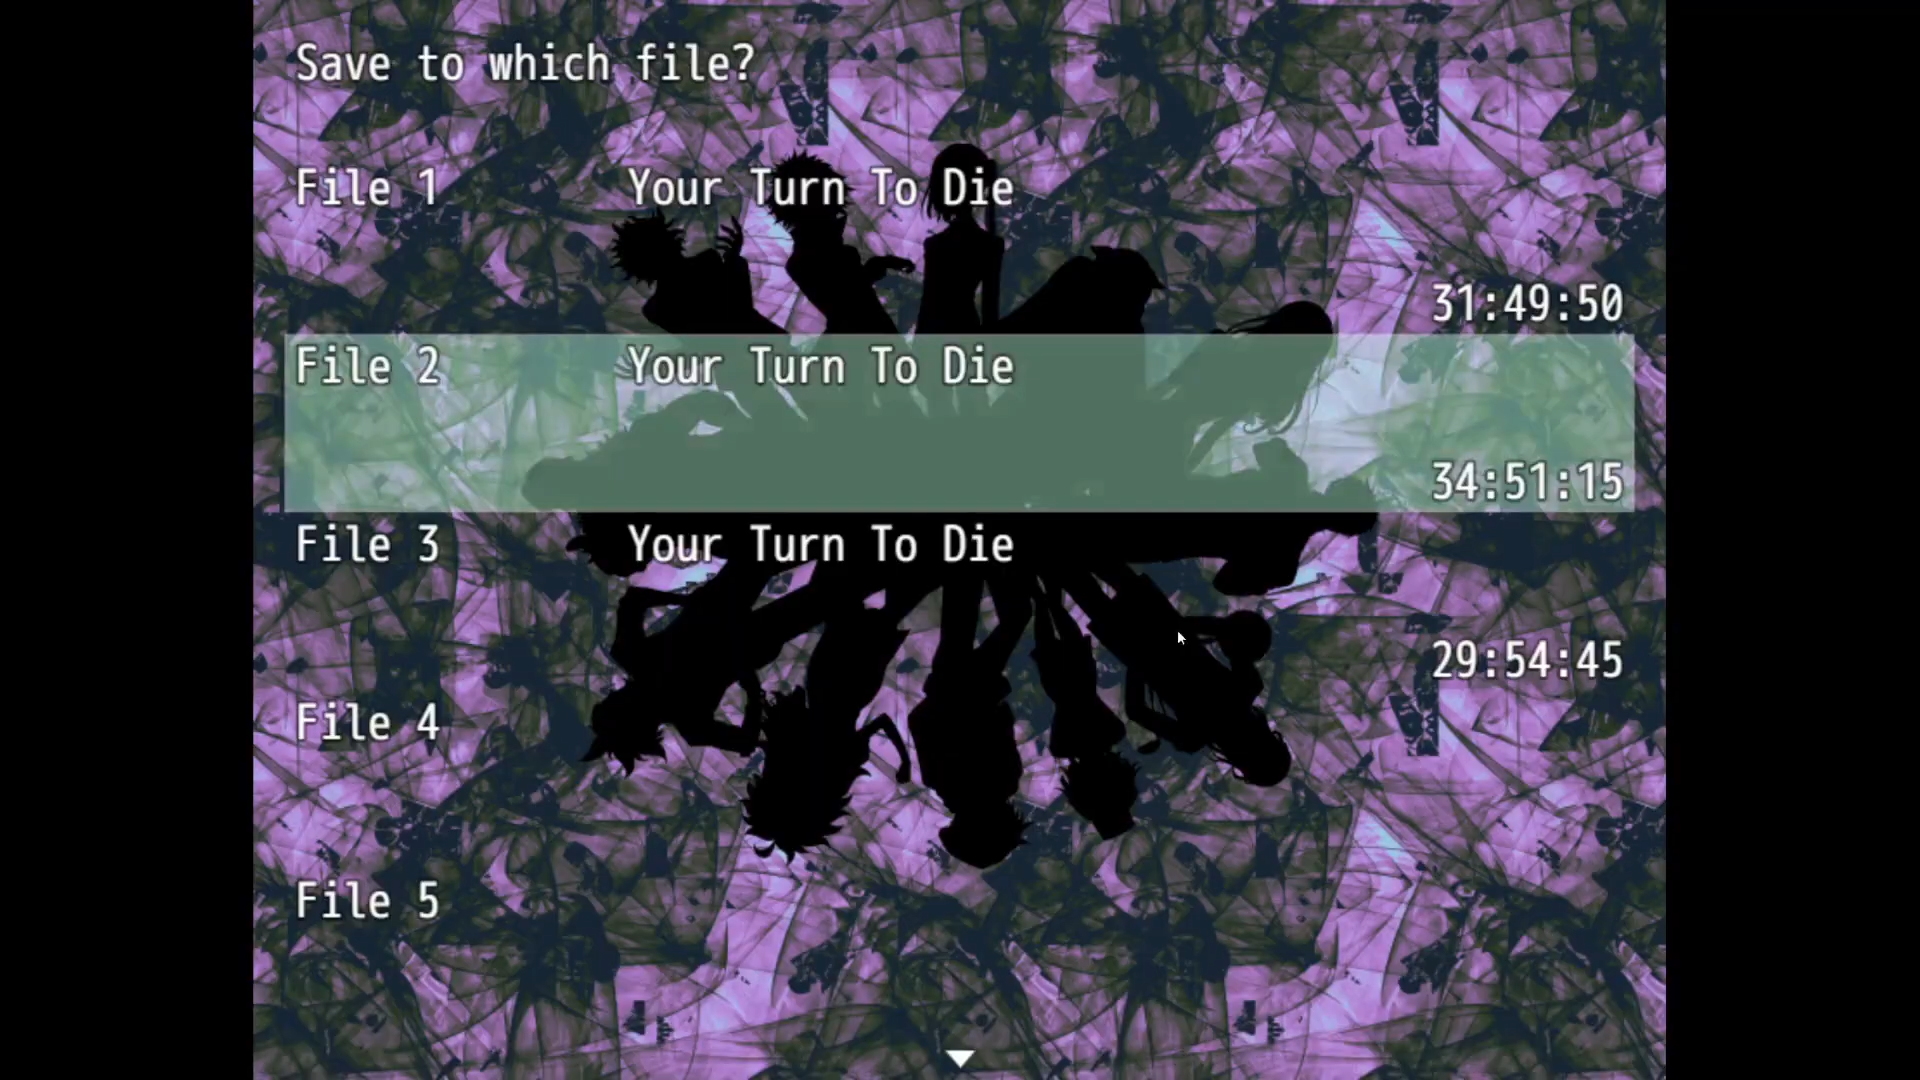 Save to which file?
File 1 Your Turn To Die
31:49:50
File 2 Your Turn To Die
34:51:15
File 3 Your Turn To Die
29:54:45
File 4
File 5